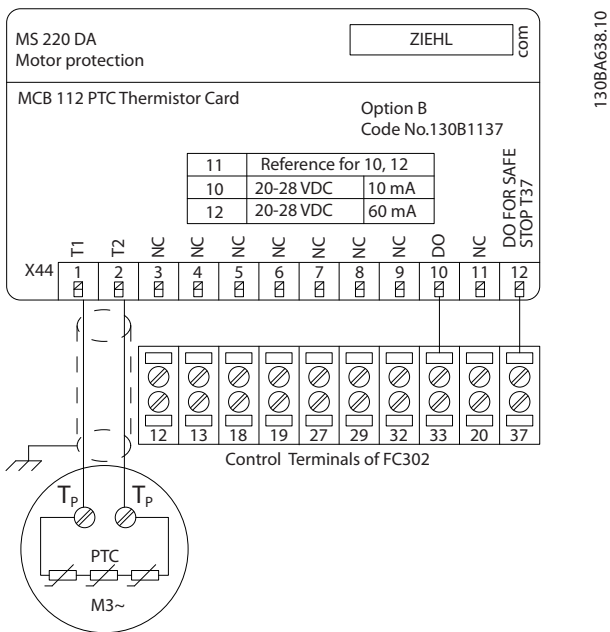 MS 220 DA
Motor protection
ZIEHL
com
130BA638.10
MCB 112 PTC Thermistor Card
Option B
Code No.130B1137
11 Reference for 10, 12
10 20-28 VDC 10 mA
12 20-28 VDC 60 mA
T1 T2 NC NC NC NC NC NC NC DO NC DO FOR SAFE
STOP T37
X44 1 2 3 4 5 6 7 8 9 10 11 12
12 13 18 19 27 29 32 33 20 37
Control Terminals of FC302
TP TP
PTC
M3~